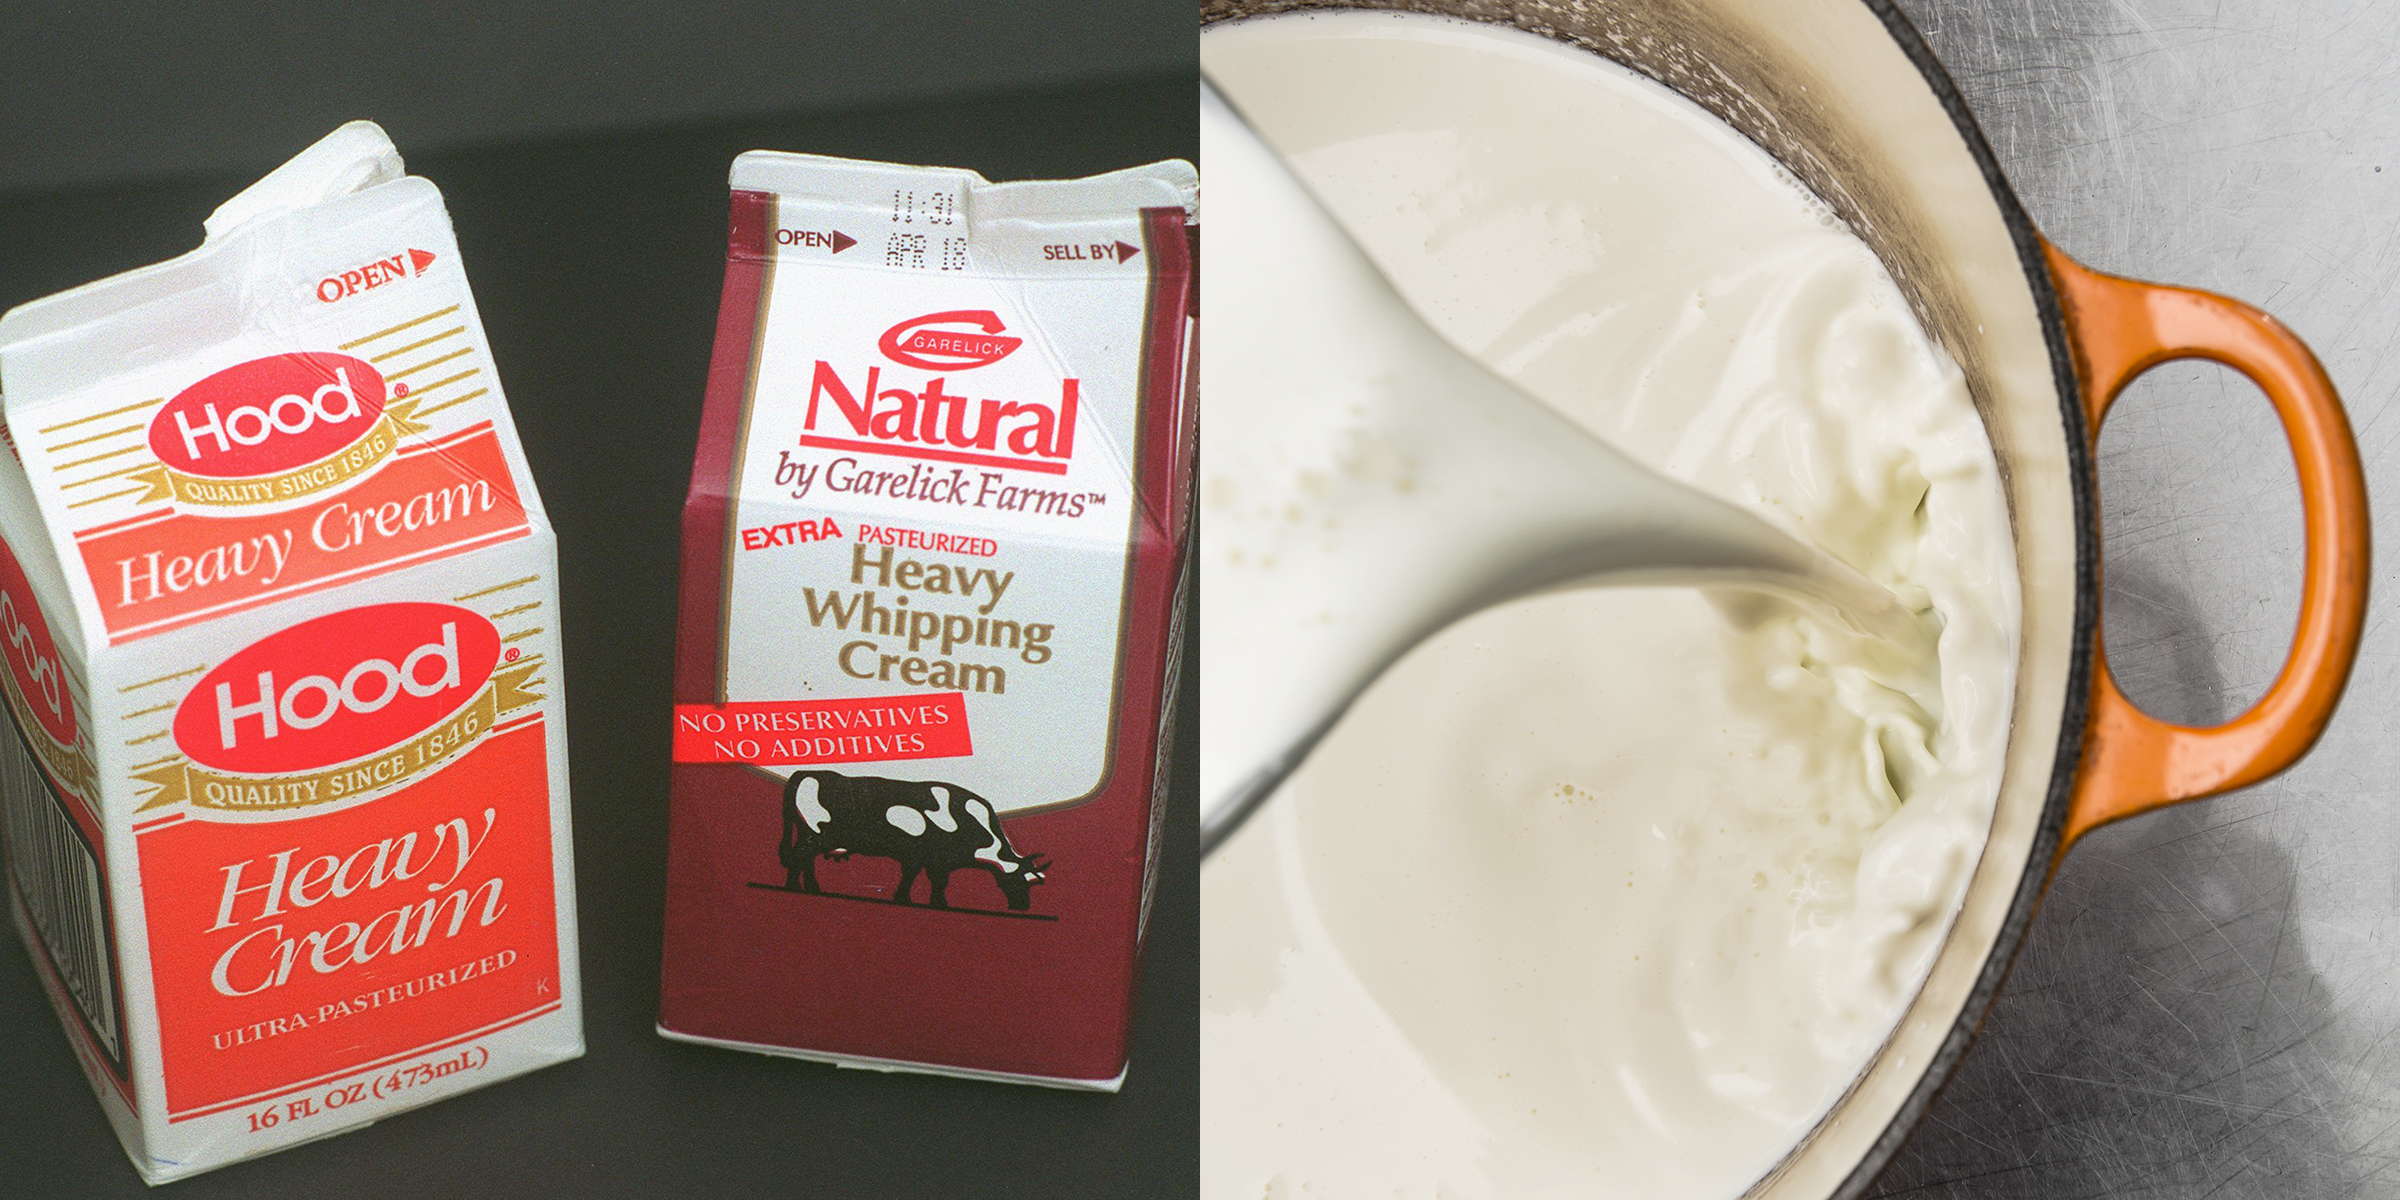 OPEN
Hood®
QUALITY SINCE 1846
Heavy Cream
Hood®
QUALITY SINCE 1846
Heavy
Cream
ULTRA-PASTEURIZED
K
16 FL OZ (473mL)
11:31
OPEN
APR 18
SELL BY
GARELICK
Natural
by Garelick Farms™
EXTRA PASTEURIZED
Heavy
Whipping
Cream
NO PRESERVATIVES
NO ADDITIVES